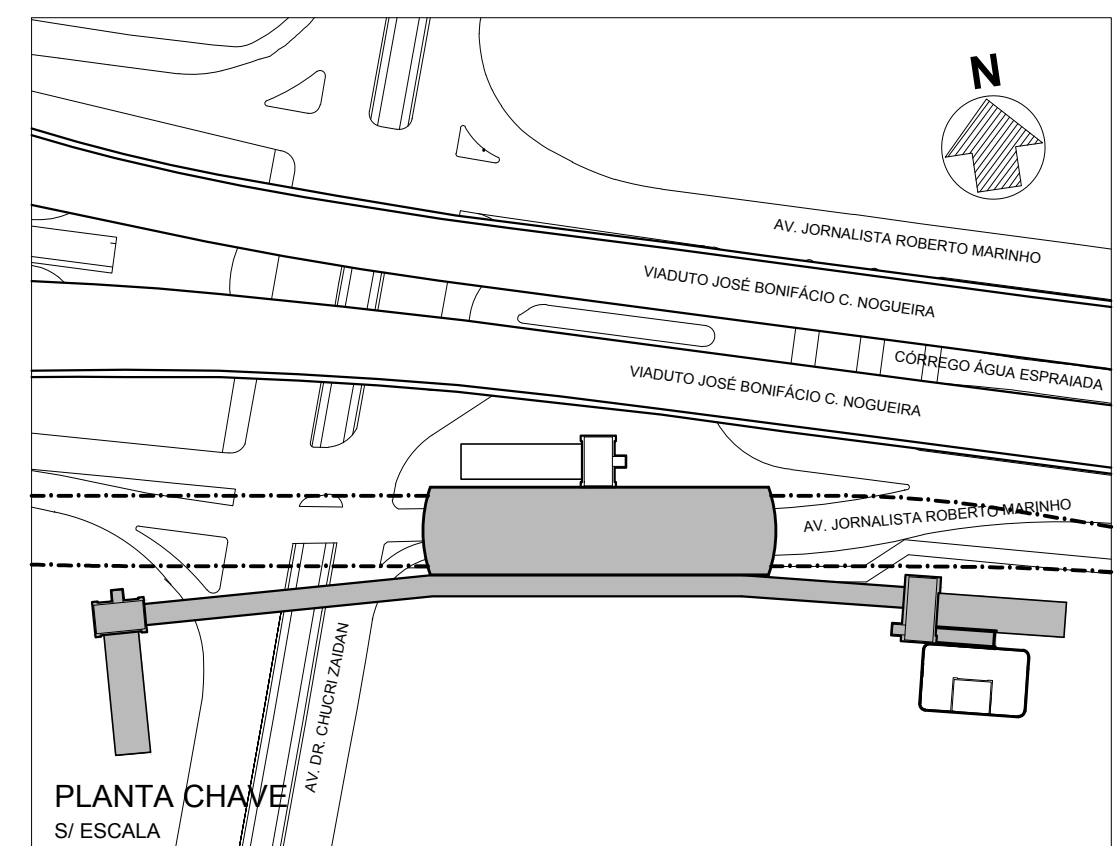 N
AV. JORNALISTA ROBERTO MARINHO
VIADUTO JOSÉ BONIFÁCIO C. NOGUEIRA
CÓRREGO ÁGUA ESPRAIADA
VIADUTO JOSÉ BONIFÁCIO C. NOGUEIRA
AV. JORNALISTA ROBERTO MARINHO
AV. DR. CHUCRI ZAIDAN
PLANTA CHAVE
S/ ESCALA